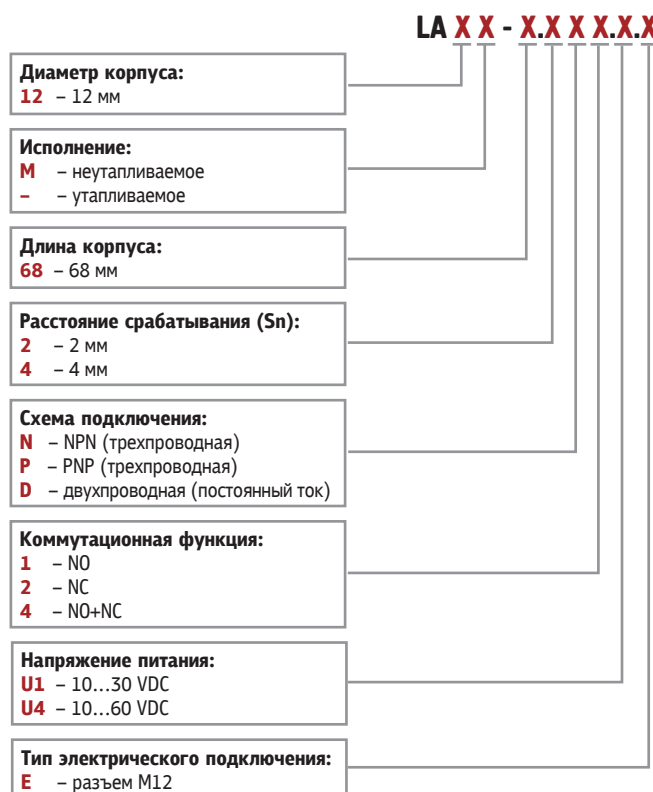 LA X X - X.X X X.X.X
Диаметр корпуса:
12 – 12 мм
Исполнение:
М – неутапливаемое
– – утапливаемое
Длина корпуса:
68 – 68 мм
Расстояние срабатывания (Sn):
2 – 2 мм
4 – 4 мм
Схема подключения:
N – NPN (трехпроводная)
P – PNP (трехпроводная)
D – двухпроводная (постоянный ток)
Коммутационная функция:
1 – NO
2 – NC
4 – NO+NC
Напряжение питания:
U1 – 10...30 VDC
U4 – 10...60 VDC
Тип электрического подключения:
E – разъем М12